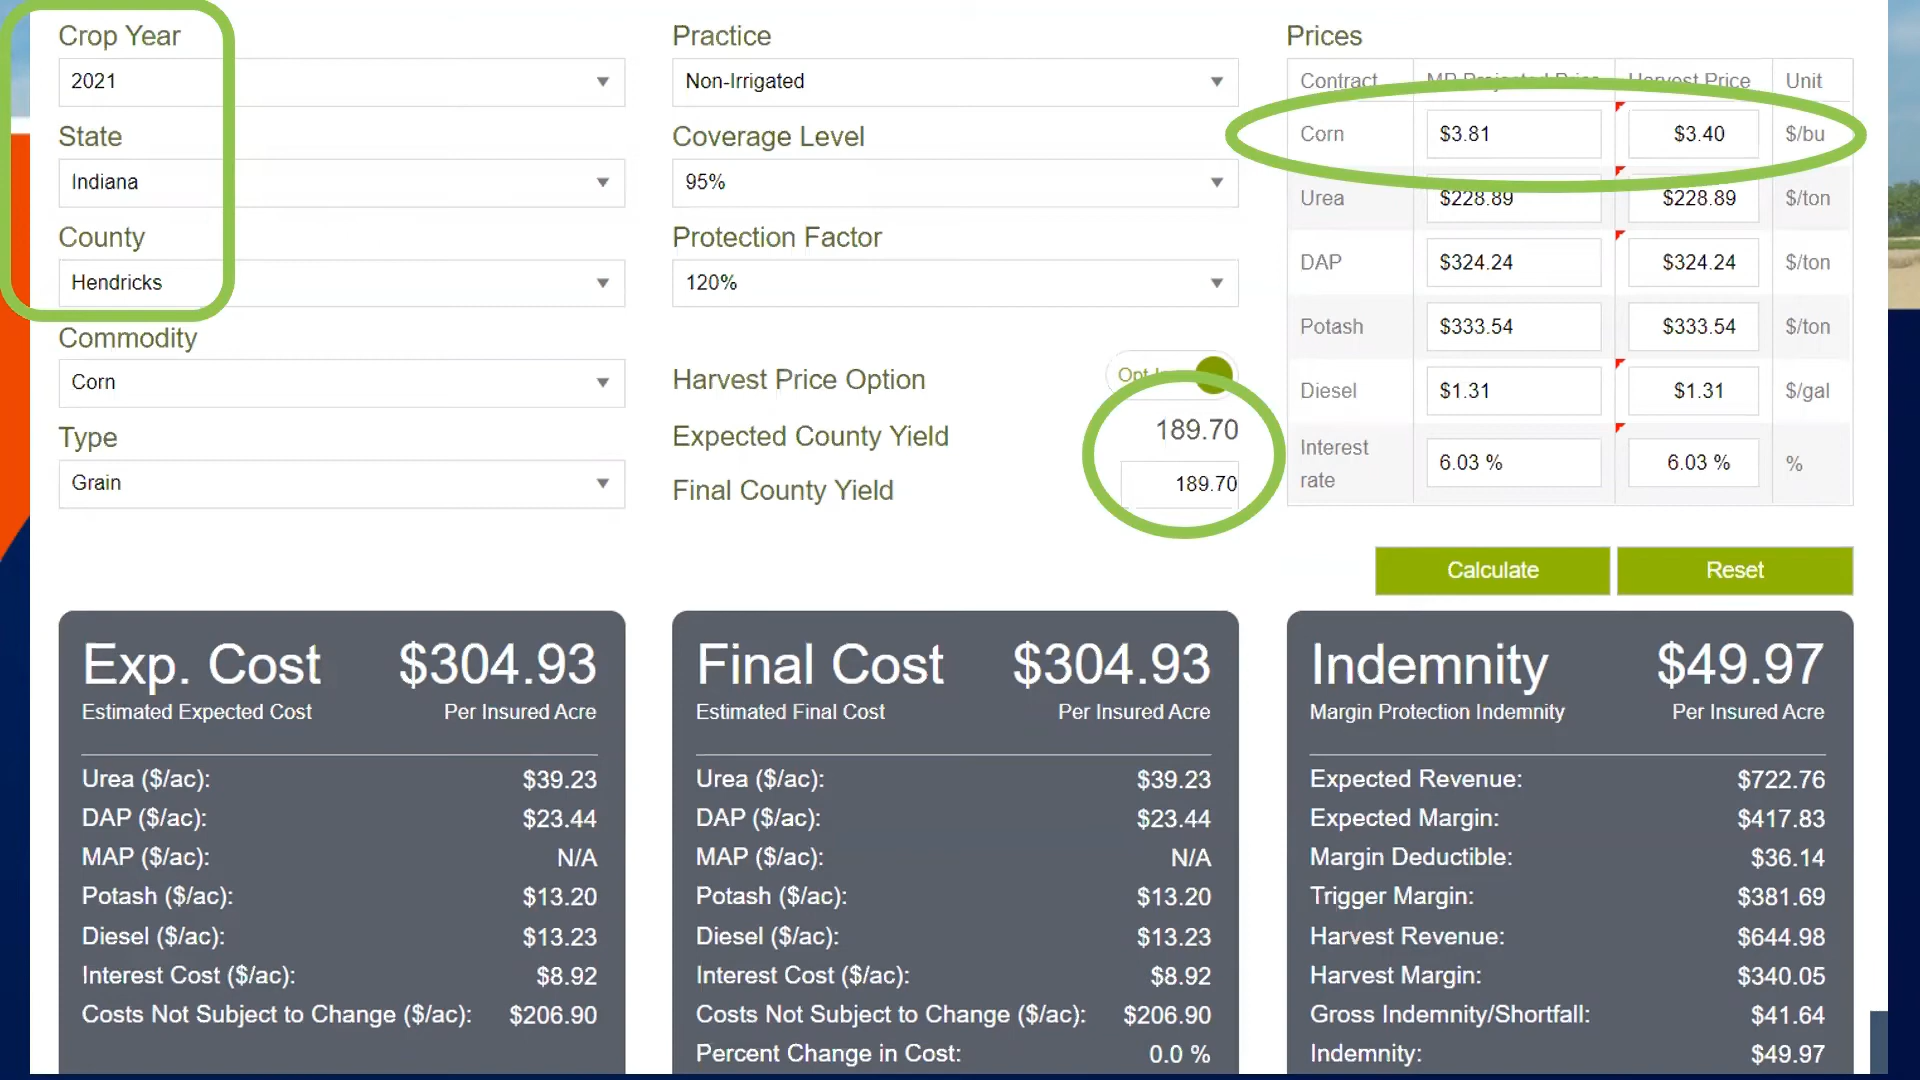 Crop Year
2021
State
Indiana
County
Hendricks
Commodity
Corn
Type
Grain
Practice
Non-Irrigated
Coverage Level
95%
Protection Factor
120%
Harvest Price Option
Expected County Yield 189.70
Final County Yield 189.70
Prices
Contract MP Projected Price Harvest Price Unit
Corn $3.81 $3.40 $/bu
Urea $228.89 $228.89 $/ton
DAP $324.24 $324.24 $/ton
Potash $333.54 $333.54 $/ton
Diesel $1.31 $1.31 $/gal
Interest rate 6.03 % 6.03 % %
Calculate Reset
Exp. Cost $304.93
Estimated Expected Cost Per Insured Acre
Urea ($/ac): $39.23
DAP ($/ac): $23.44
MAP ($/ac): N/A
Potash ($/ac): $13.20
Diesel ($/ac): $13.23
Interest Cost ($/ac): $8.92
Costs Not Subject to Change ($/ac): $206.90
Final Cost $304.93
Estimated Final Cost Per Insured Acre
Urea ($/ac): $39.23
DAP ($/ac): $23.44
MAP ($/ac): N/A
Potash ($/ac): $13.20
Diesel ($/ac): $13.23
Interest Cost ($/ac): $8.92
Costs Not Subject to Change ($/ac): $206.90
Percent Change in Cost: 0.0 %
Indemnity $49.97
Margin Protection Indemnity Per Insured Acre
Expected Revenue: $722.76
Expected Margin: $417.83
Margin Deductible: $36.14
Trigger Margin: $381.69
Harvest Revenue: $644.98
Harvest Margin: $340.05
Gross Indemnity/Shortfall: $41.64
Indemnity: $49.97